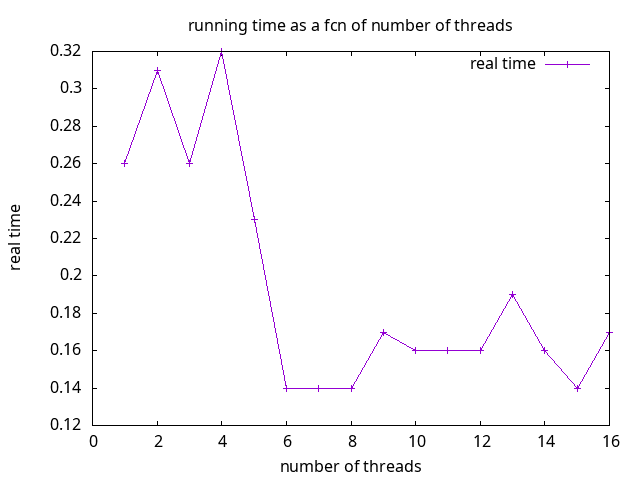 running time as a fcn of number of threads
real time
0.32
0.3
0.28
0.26
0.24
0.22
0.2
0.18
0.16
0.14
0.12
real time
0 2 4 6 8 10 12 14 16
number of threads